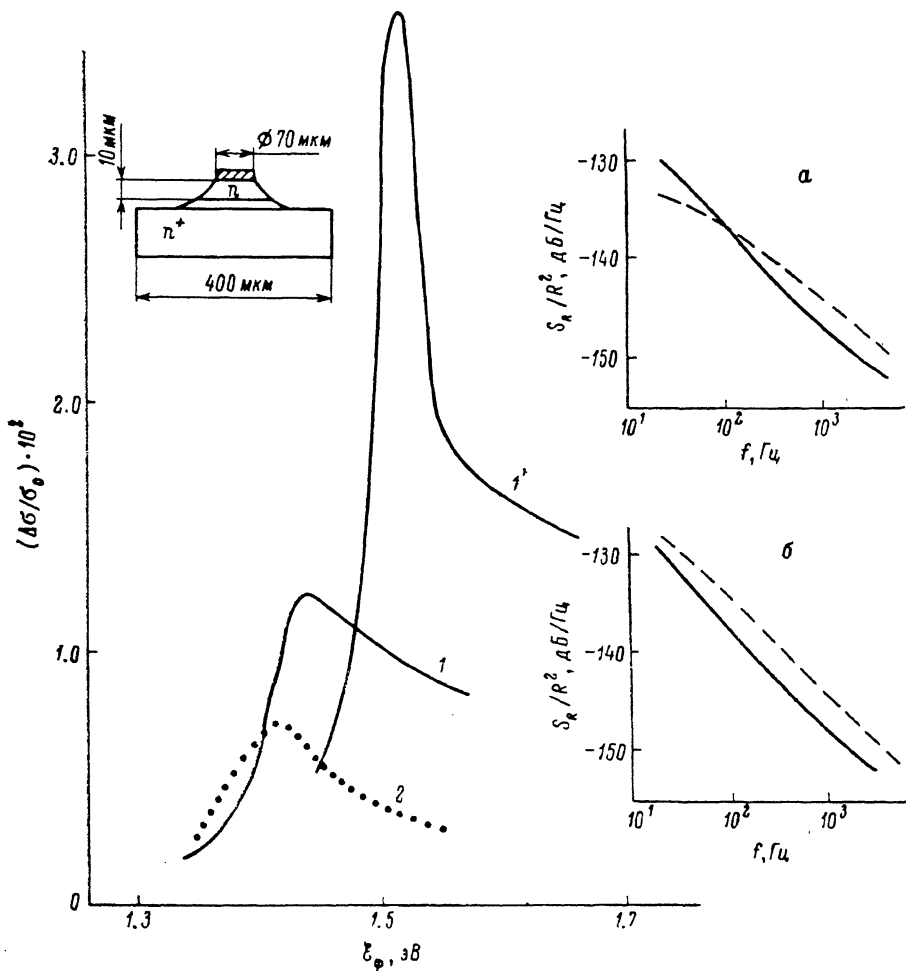 (Δσ/σ₀)·10²
3.0
2.0
1.0
0
1.3
1.5
1.7
ℰ_ф, эВ
10 мкм
Ø 70 мкм
n
n⁺
400 мкм
1'
1
2
а
S_R/R², дБ/Гц
-130
-140
-150
10¹
10²
10³
f, Гц
б
S_R/R², дБ/Гц
-130
-140
-150
10¹
10²
10³
f, Гц